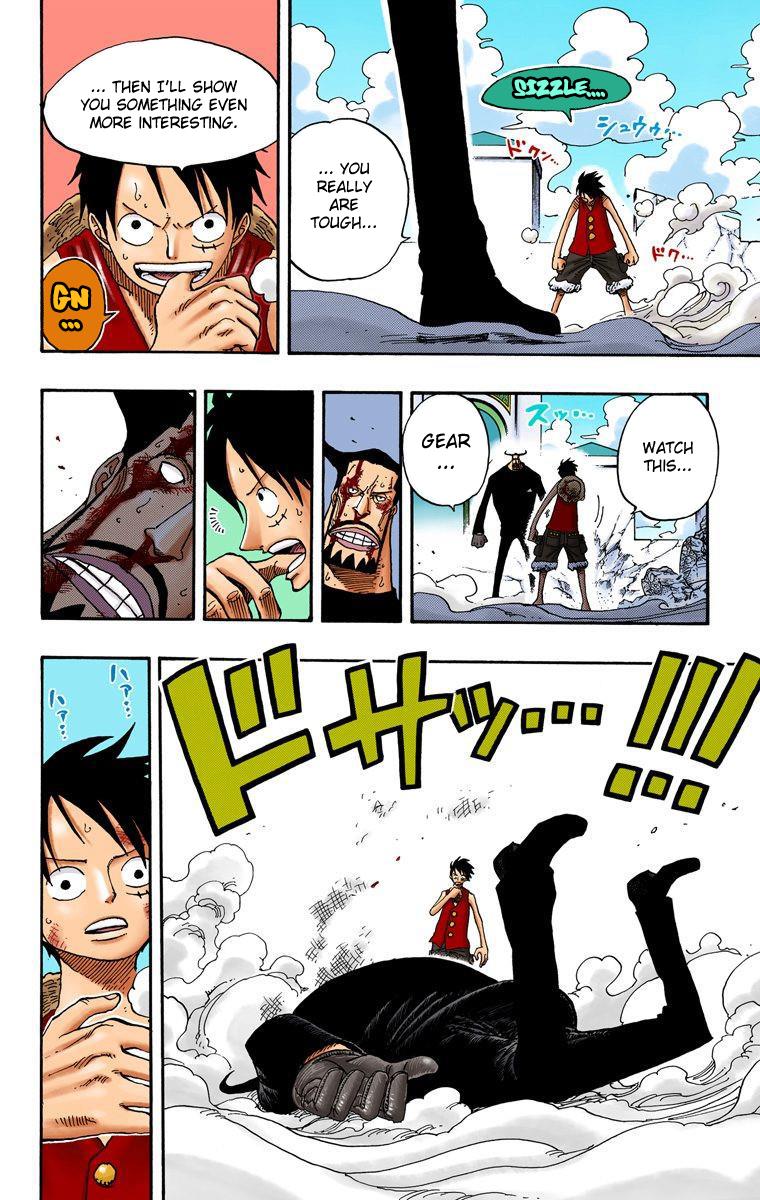 SIZZLE....
シュウゥ...
ドクン
ドクン
... YOU
REALLY
ARE
TOUGH...
... THEN I'LL SHOW
YOU SOMETHING EVEN
MORE INTERESTING.
GN
...
WATCH
THIS...
スッ...
GEAR
...
ドサッ...!!!
ハァ...
ハァ...